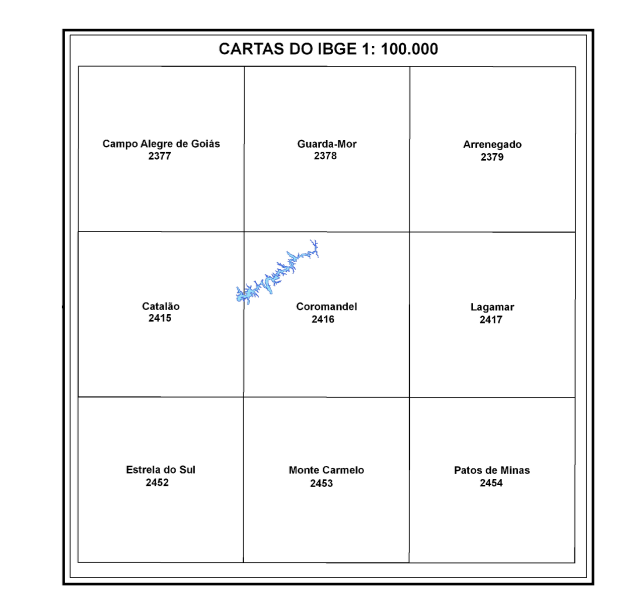 CARTAS DO IBGE 1: 100.000
Campo Alegre de Goiás
2377
Guarda-Mor
2378
Arrenegado
2379
Catalão
2415
Coromandel
2416
Lagamar
2417
Estrela do Sul
2452
Monte Carmelo
2453
Patos de Minas
2454